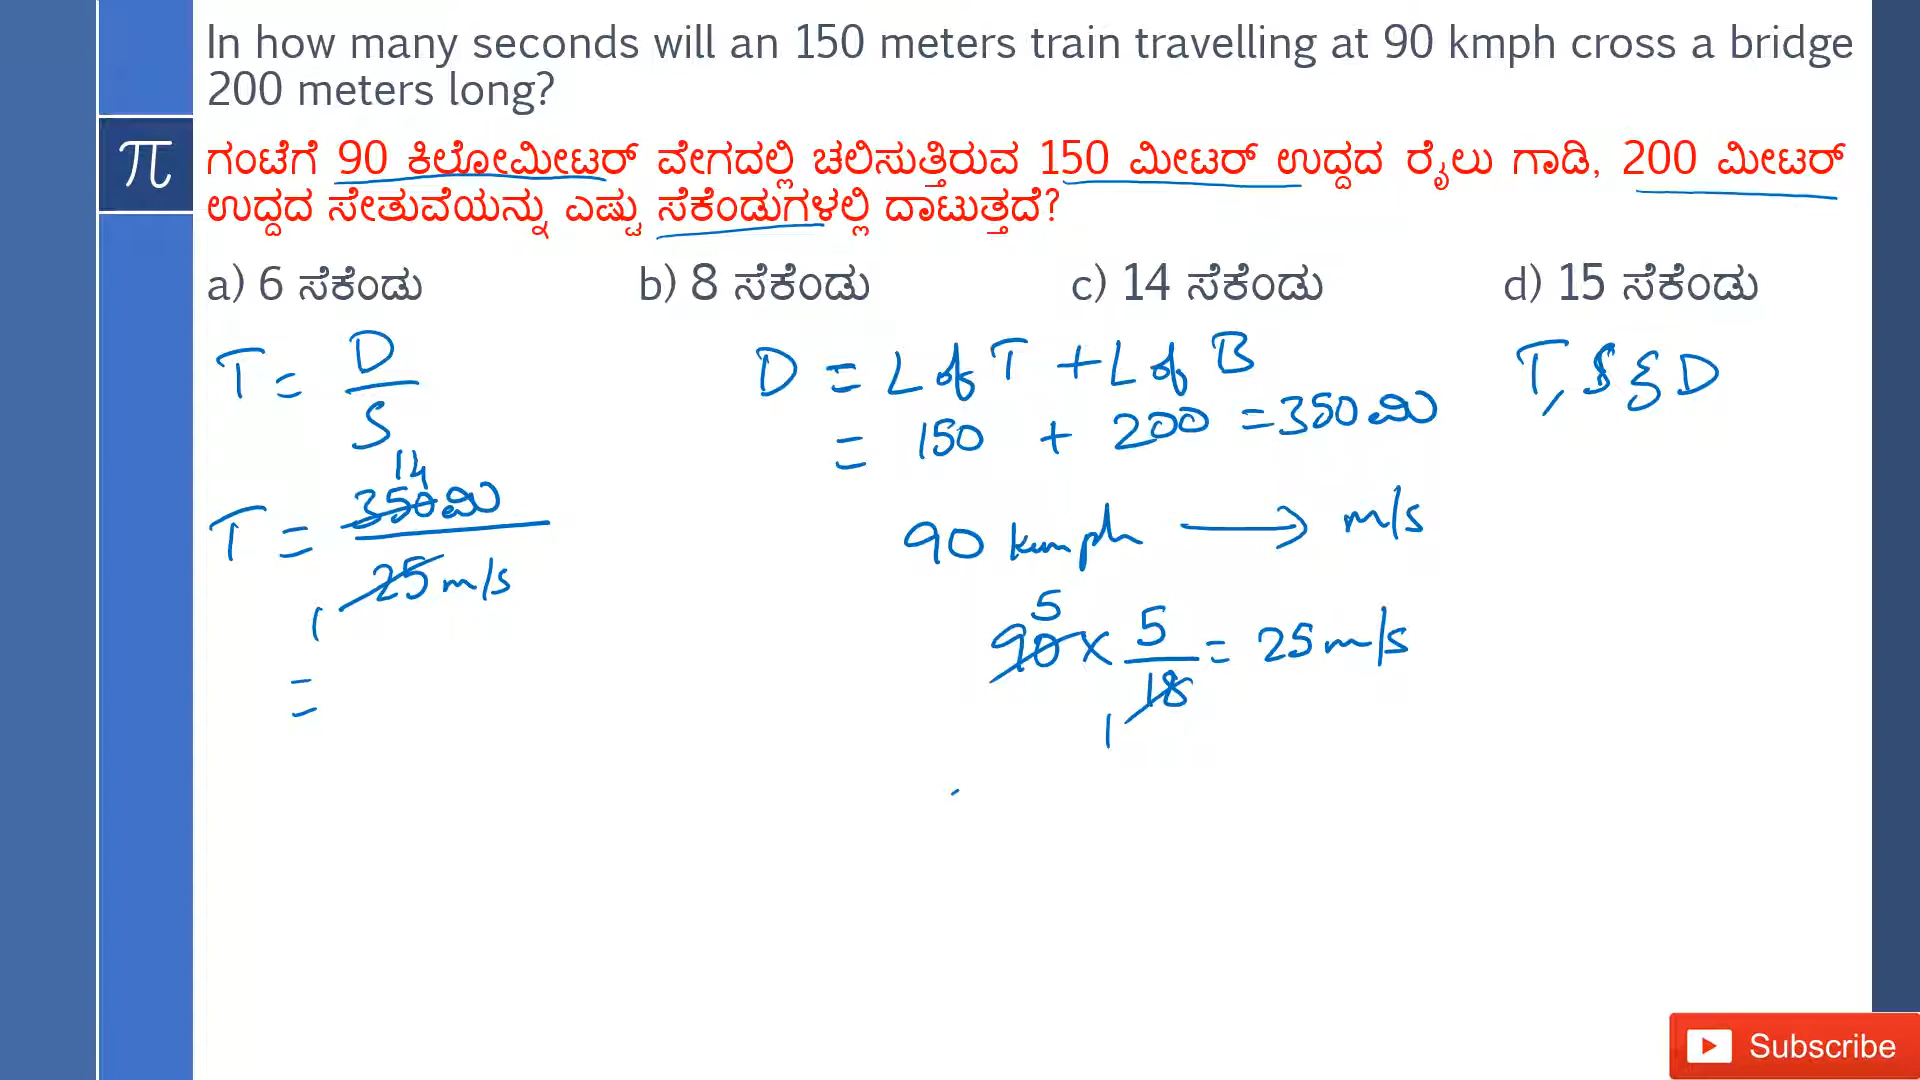 In how many seconds will an 150 meters train travelling at 90 kmph cross a bridge
200 meters long?
π
ಗಂಟೆಗೆ 90 ಕಿಲೋಮೀಟರ್ ವೇಗದಲ್ಲಿ ಚಲಿಸುತ್ತಿರುವ 150 ಮೀಟರ್ ಉದ್ದದ ರೈಲು ಗಾಡಿ, 200 ಮೀಟರ್
ಉದ್ದದ ಸೇತುವೆಯನ್ನು ಎಷ್ಟು ಸೆಕೆಂಡುಗಳಲ್ಲಿ ದಾಟುತ್ತದೆ?
a) 6 ಸೆಕೆಂಡು b) 8 ಸೆಕೆಂಡು c) 14 ಸೆಕೆಂಡು d) 15 ಸೆಕೆಂಡು
T = D/S D = L of T + L of B T, S & D
= 150 + 200 = 350 ಮಿ
14
T = 350 ಮಿ / 25 m/s 90 kmph → m/s
1
5
90 × 5/18 = 25 m/s
1
=
Subscribe